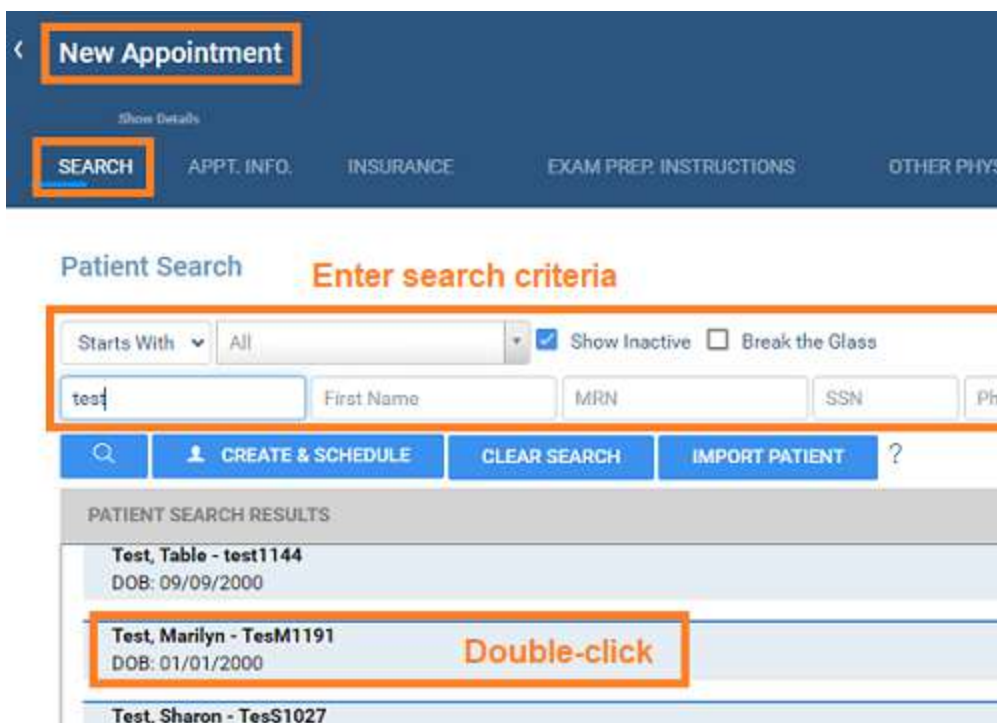 New Appointment
Show Details
SEARCH APPT. INFO. INSURANCE EXAM PREP. INSTRUCTIONS OTHER PHYS
Patient Search
Enter search criteria
Starts With All Show Inactive Break the Glass
test First Name MRN SSN Ph
CREATE & SCHEDULE CLEAR SEARCH IMPORT PATIENT ?
PATIENT SEARCH RESULTS
Test, Table - test1144
DOB: 09/09/2000
Test, Marilyn - TesM1191
DOB: 01/01/2000
Double-click
Test, Sharon - TesS1027